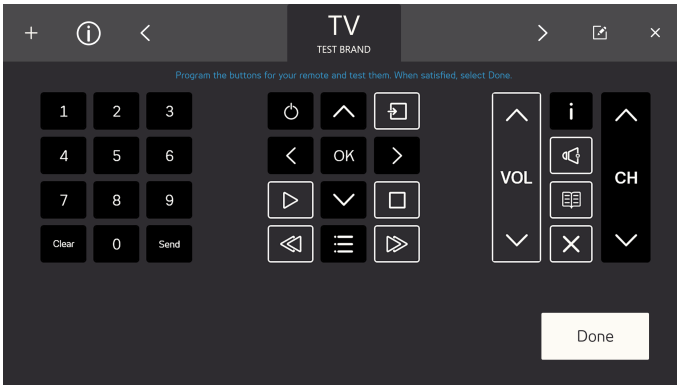 TV
TEST BRAND
Program the buttons for your remote and test them. When satisfied, select Done.
1 2 3
4 5 6 OK
7 8 9
Clear 0 Send
VOL
CH
Done